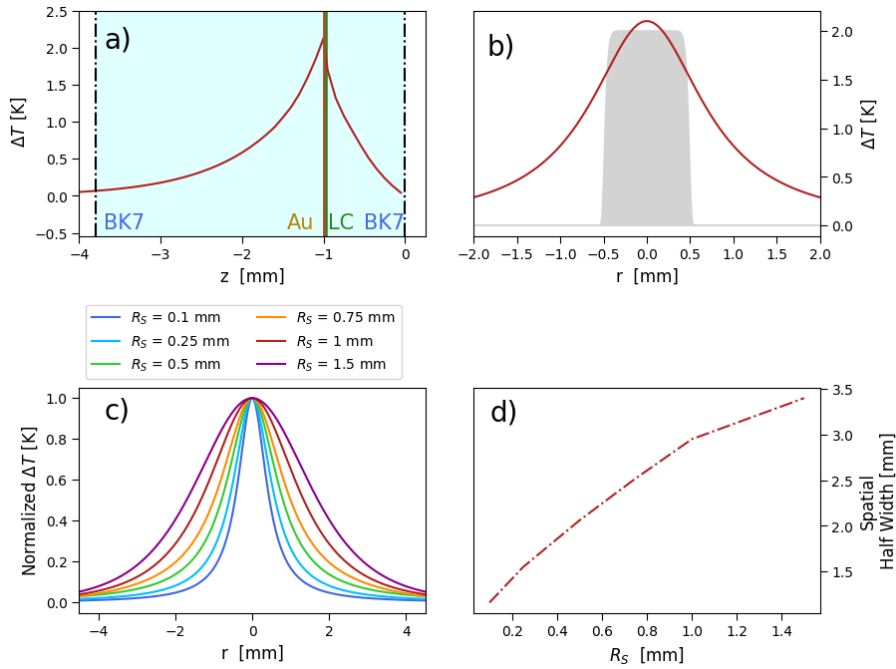 a)
2.5
2.0
1.5
1.0
0.5
0.0
−0.5
ΔT [K]
BK7
Au
LC
BK7
−4
−3
−2
−1
0
z [mm]
b)
2.0
1.5
1.0
0.5
0.0
ΔT [K]
−2.0
−1.5
−1.0
−0.5
0.0
0.5
1.0
1.5
2.0
r [mm]
R_S = 0.1 mm
R_S = 0.25 mm
R_S = 0.5 mm
R_S = 0.75 mm
R_S = 1 mm
R_S = 1.5 mm
c)
1.0
0.8
0.6
0.4
0.2
0.0
Normalized ΔT [K]
−4
−2
0
2
4
r [mm]
d)
3.5
3.0
2.5
2.0
1.5
Spatial
Half Width [mm]
0.2
0.4
0.6
0.8
1.0
1.2
1.4
R_S [mm]